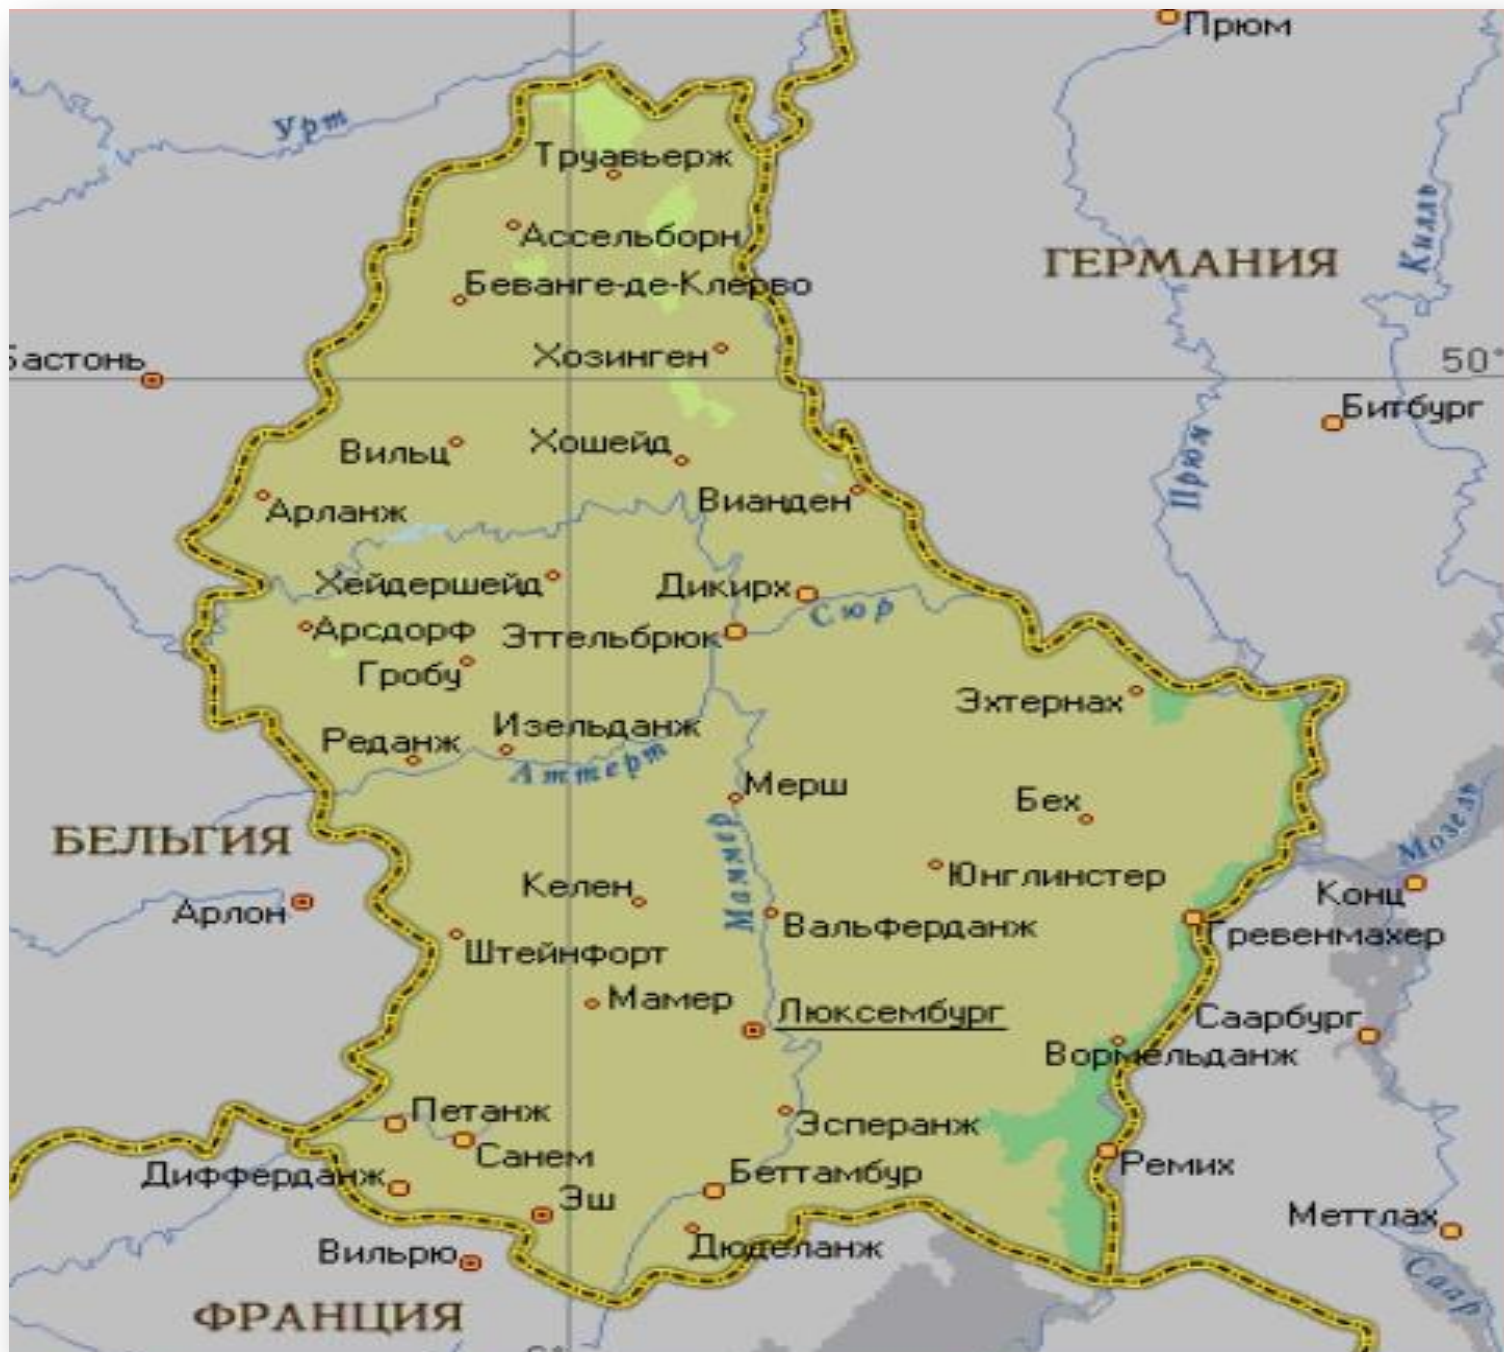 Прюм
Урт
Труавьерж
Килль
Ассельборн
ГЕРМАНИЯ
Беванге-де-Клерво
Хозинген
Бастонь
50°
Битбург
Хошейд
Вильц
Прюм
Вианден
Арланж
Хейдершейд
Дикирх
Сюр
Арсдорф
Эттельбрюк
Гробу
Эхтернах
Изельданж
Реданж
Аттерт
Мерш
Бех
Мозель
БЕЛЬГИЯ
Маммер
Келен
Юнглинстер
Конц
Арлон
Вальферданж
Гревенмахер
Штейнфорт
Мамер
Люксембург
Саарбург
Вормельданж
Петанж
Эсперанж
Санем
Ремих
Дифферданж
Беттамбур
Эш
Меттлах
Дюделанж
Вильрю
Саар
ФРАНЦИЯ